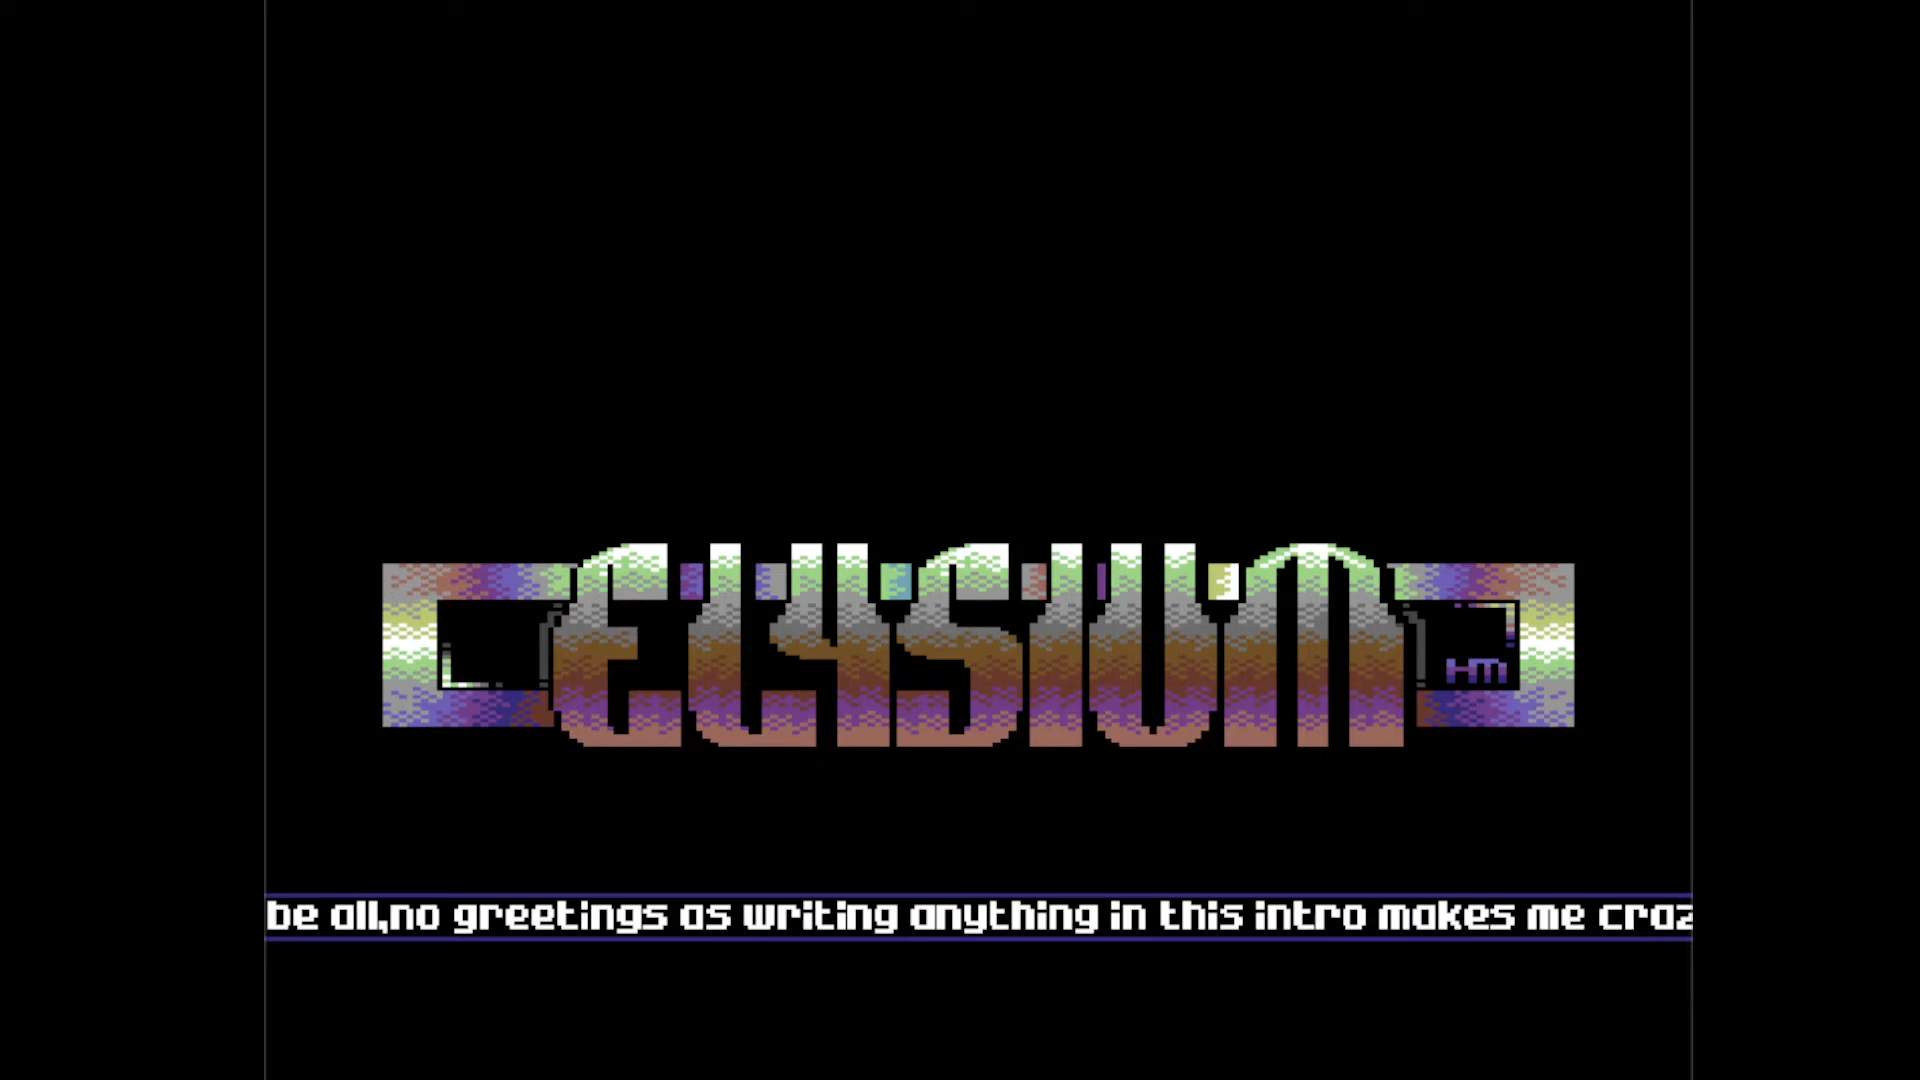 ELYSIUM
HM
be all,no greetings as writing anything in this intro makes me craz